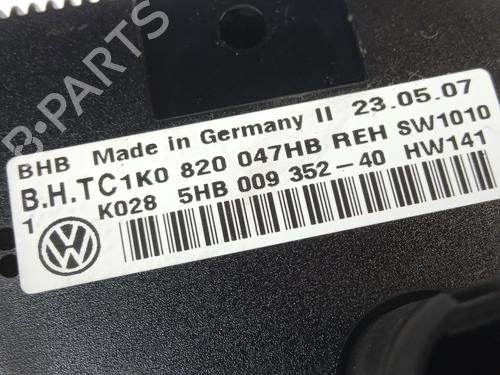 BHB Made in Germany II 23.05.07
B.H.TC1K0 820 047HB REH SW1010
1 K028 5HB 009 352-40 HW141
B-PARTS